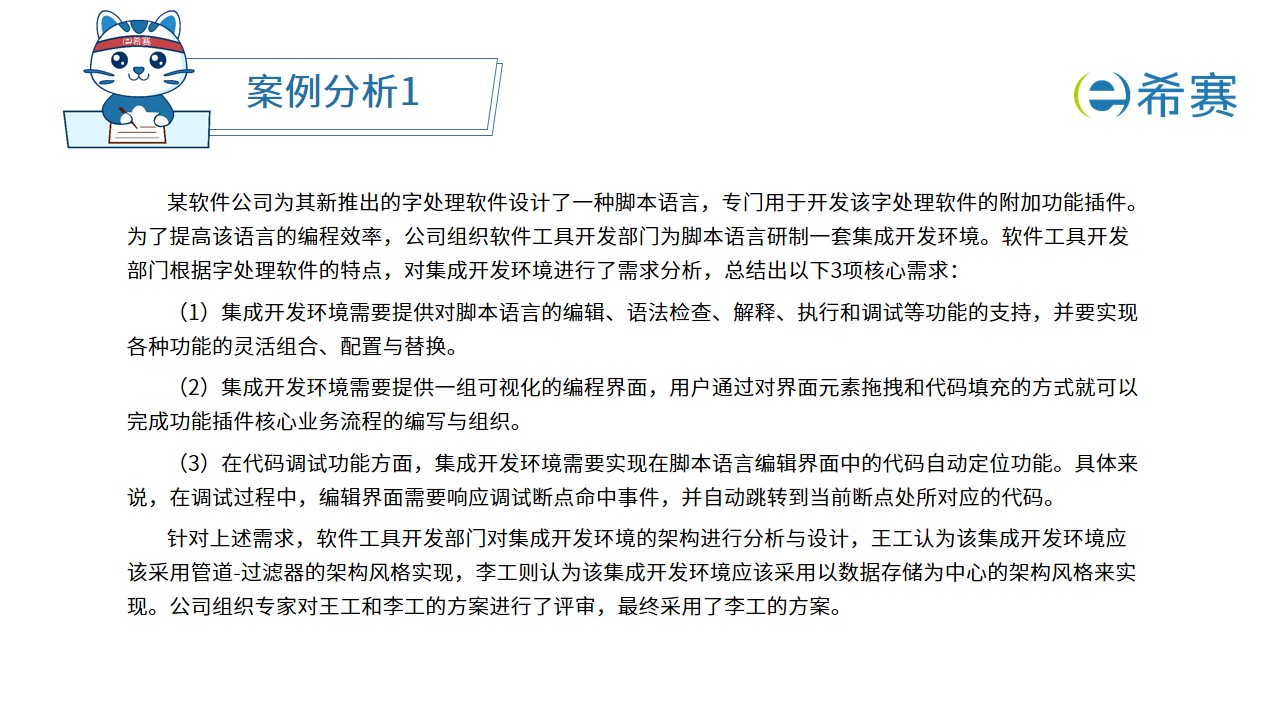 希赛
案例分析1
希赛
某软件公司为其新推出的字处理软件设计了一种脚本语言，专门用于开发该字处理软件的附加功能插件。
为了提高该语言的编程效率，公司组织软件工具开发部门为脚本语言研制一套集成开发环境。软件工具开发
部门根据字处理软件的特点，对集成开发环境进行了需求分析，总结出以下3项核心需求：
（1）集成开发环境需要提供对脚本语言的编辑、语法检查、解释、执行和调试等功能的支持，并要实现
各种功能的灵活组合、配置与替换。
（2）集成开发环境需要提供一组可视化的编程界面，用户通过对界面元素拖拽和代码填充的方式就可以
完成功能插件核心业务流程的编写与组织。
（3）在代码调试功能方面，集成开发环境需要实现在脚本语言编辑界面中的代码自动定位功能。具体来
说，在调试过程中，编辑界面需要响应调试断点命中事件，并自动跳转到当前断点处所对应的代码。
针对上述需求，软件工具开发部门对集成开发环境的架构进行分析与设计，王工认为该集成开发环境应
该采用管道-过滤器的架构风格实现，李工则认为该集成开发环境应该采用以数据存储为中心的架构风格来实
现。公司组织专家对王工和李工的方案进行了评审，最终采用了李工的方案。